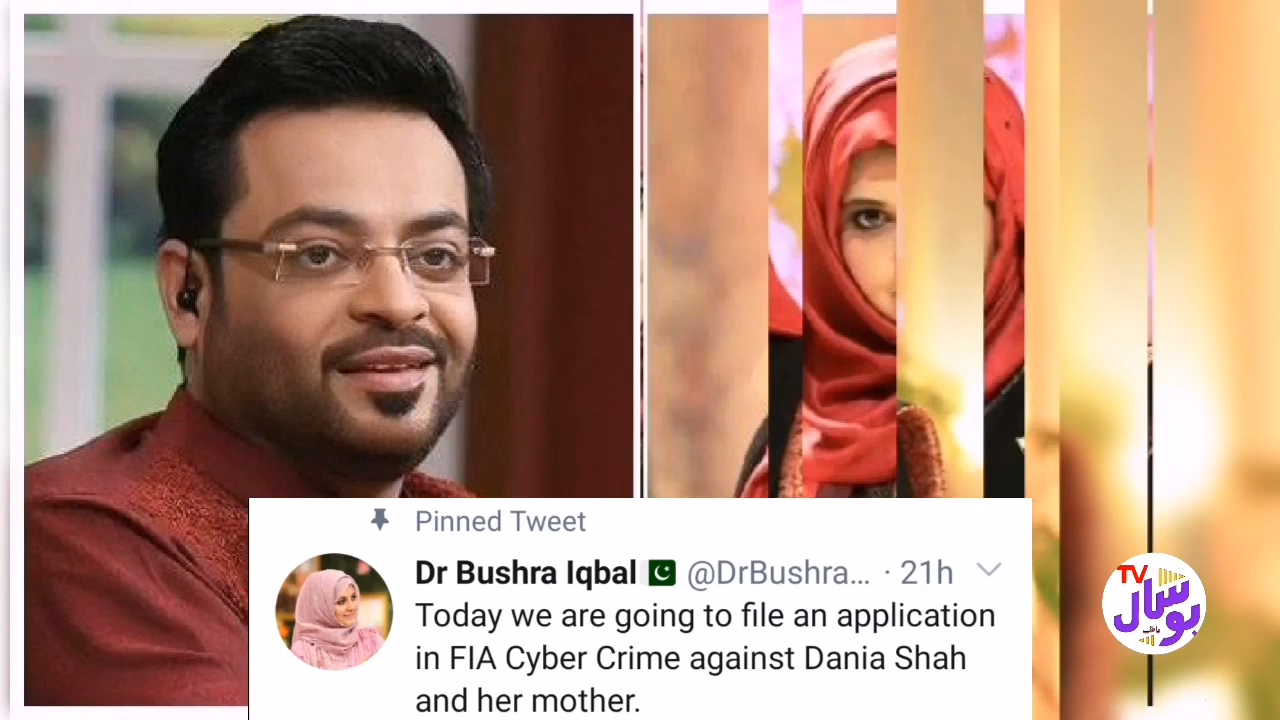 Pinned Tweet
Dr Bushra Iqbal @DrBushra... · 21h
Today we are going to file an application
in FIA Cyber Crime against Dania Shah
and her mother.
TV
بوسال